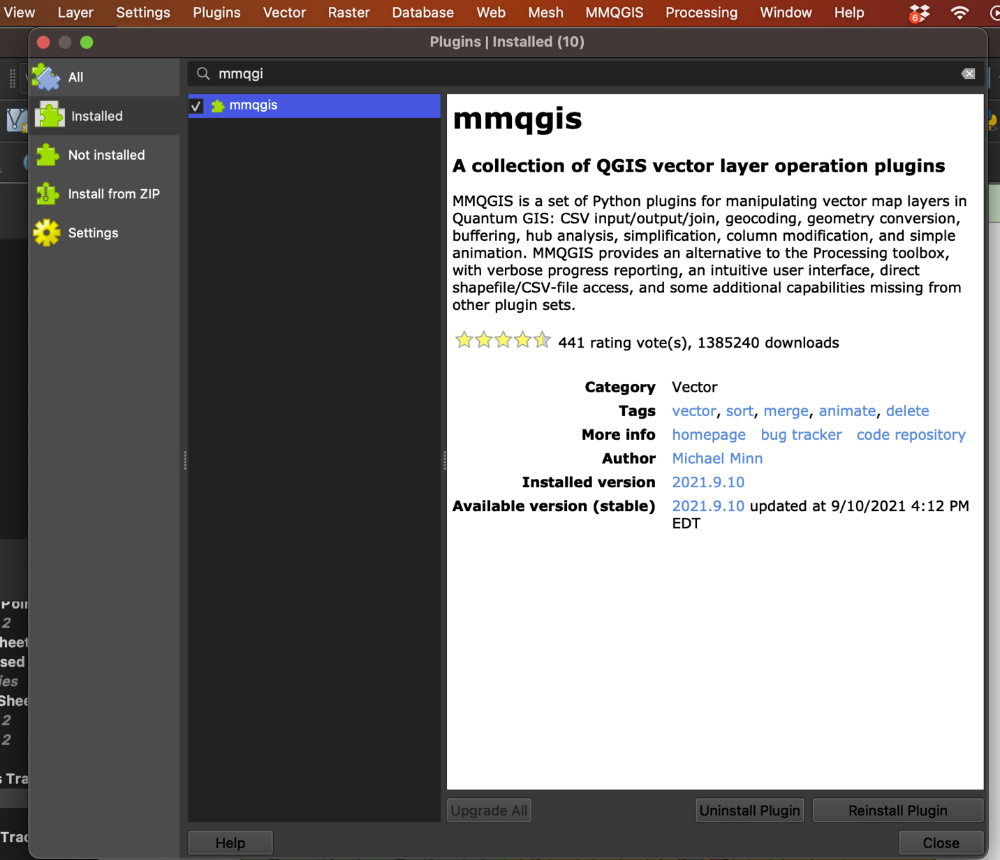 View Layer Settings Plugins Vector Raster Database Web Mesh MMQGIS Processing Window Help 6
Plugins | Installed (10)
All
Installed
Not installed
Install from ZIP
Settings
mmqgi
mmqgis
mmqgis
A collection of QGIS vector layer operation plugins
MMQGIS is a set of Python plugins for manipulating vector map layers in
Quantum GIS: CSV input/output/join, geocoding, geometry conversion,
buffering, hub analysis, simplification, column modification, and simple
animation. MMQGIS provides an alternative to the Processing toolbox,
with verbose progress reporting, an intuitive user interface, direct
shapefile/CSV-file access, and some additional capabilities missing from
other plugin sets.
441 rating vote(s), 1385240 downloads
Category Vector
Tags vector, sort, merge, animate, delete
More info homepage bug tracker code repository
Author Michael Minn
Installed version 2021.9.10
Available version (stable) 2021.9.10 updated at 9/10/2021 4:12 PM
EDT
Poin
2
heet
sed
ies
Shee
2
2
s Tra
Trac
Upgrade All Uninstall Plugin Reinstall Plugin
Help Close